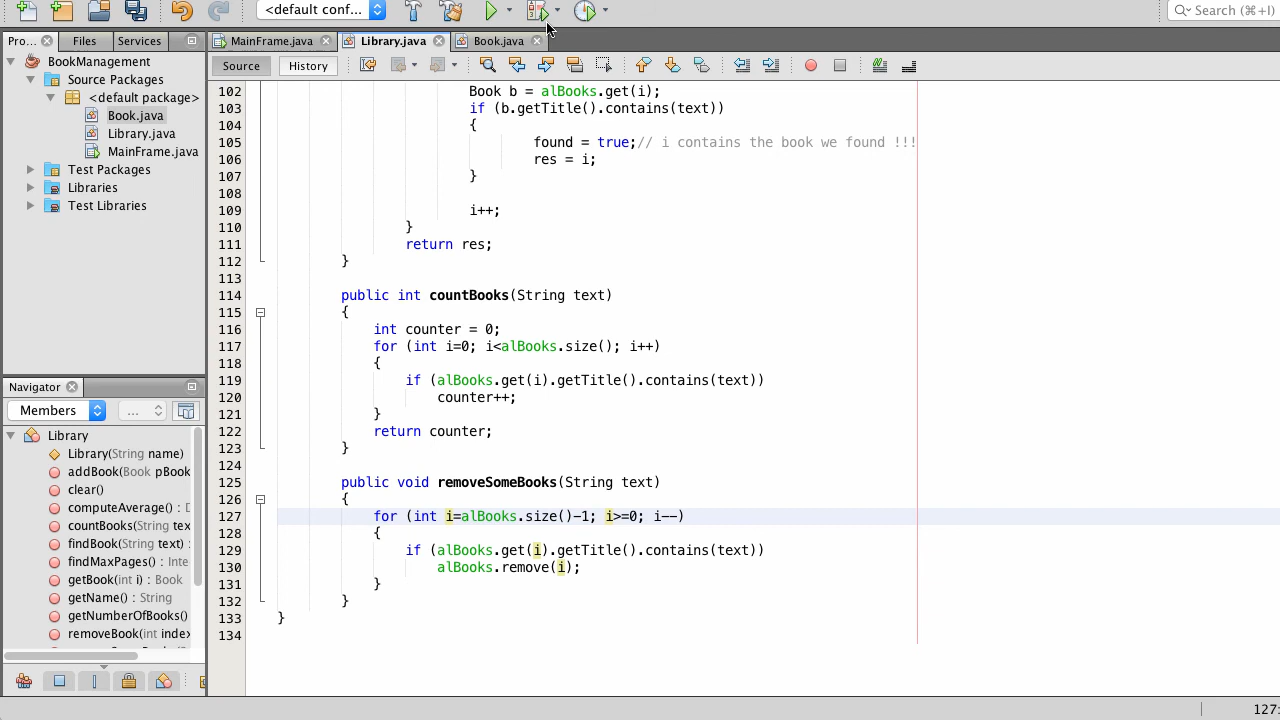 <default conf...
Search (⌘+I)
Pro...
Files
Services
MainFrame.java
Library.java
Book.java
Source
History
BookManagement
Source Packages
<default package>
Book.java
Library.java
MainFrame.java
Test Packages
Libraries
Test Libraries
Navigator
Members
...
Library
Library(String name)
addBook(Book pBook
clear()
computeAverage() : D
countBooks(String tex
findBook(String text) :
findMaxPages() : Inte
getBook(int i) : Book
getName() : String
getNumberOfBooks()
removeBook(int index
102 Book b = alBooks.get(i);
103 if (b.getTitle().contains(text))
104 {
105 found = true;// i contains the book we found !!!
106 res = i;
107 }
108
109 i++;
110 }
111 return res;
112 }
113
114 public int countBooks(String text)
115 {
116 int counter = 0;
117 for (int i=0; i<alBooks.size(); i++)
118 {
119 if (alBooks.get(i).getTitle().contains(text))
120 counter++;
121 }
122 return counter;
123 }
124
125 public void removeSomeBooks(String text)
126 {
127 for (int i=alBooks.size()-1; i>=0; i--)
128 {
129 if (alBooks.get(i).getTitle().contains(text))
130 alBooks.remove(i);
131 }
132 }
133 }
134
127: